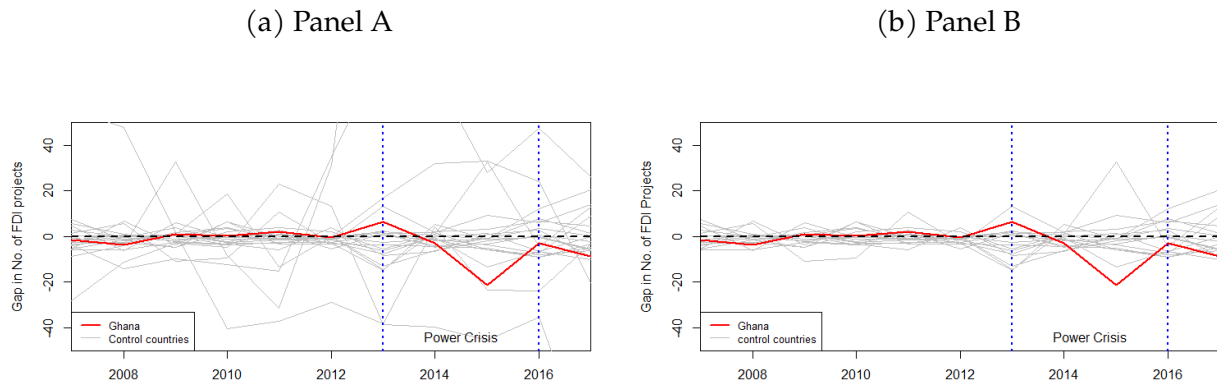 (a) Panel A
Gap in No. of FDI projects
40
20
0
-20
-40
Ghana
Control countries
Power Crisis
2008 2010 2012 2014 2016
(b) Panel B
Gap in No. of FDI Projects
40
20
0
-20
-40
Ghana
control countries
Power Crisis
2008 2010 2012 2014 2016